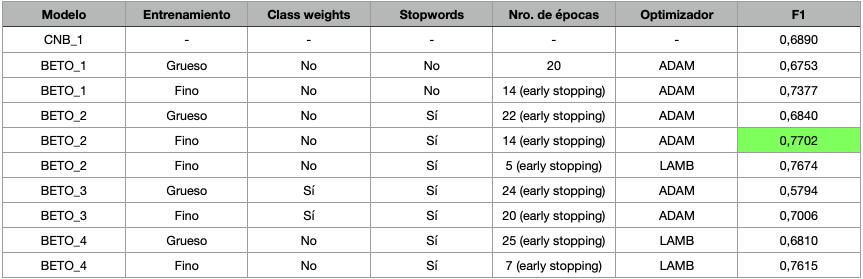 Modelo Entrenamiento Class weights Stopwords Nro. de épocas Optimizador F1
CNB_1 - - - - - 0,6890
BETO_1 Grueso No No 20 ADAM 0,6753
BETO_1 Fino No No 14 (early stopping) ADAM 0,7377
BETO_2 Grueso No Sí 22 (early stopping) ADAM 0,6840
BETO_2 Fino No Sí 14 (early stopping) ADAM 0,7702
BETO_2 Fino No Sí 5 (early stopping) LAMB 0,7674
BETO_3 Grueso Sí Sí 24 (early stopping) ADAM 0,5794
BETO_3 Fino Sí Sí 20 (early stopping) ADAM 0,7006
BETO_4 Grueso No Sí 25 (early stopping) LAMB 0,6810
BETO_4 Fino No Sí 7 (early stopping) LAMB 0,7615